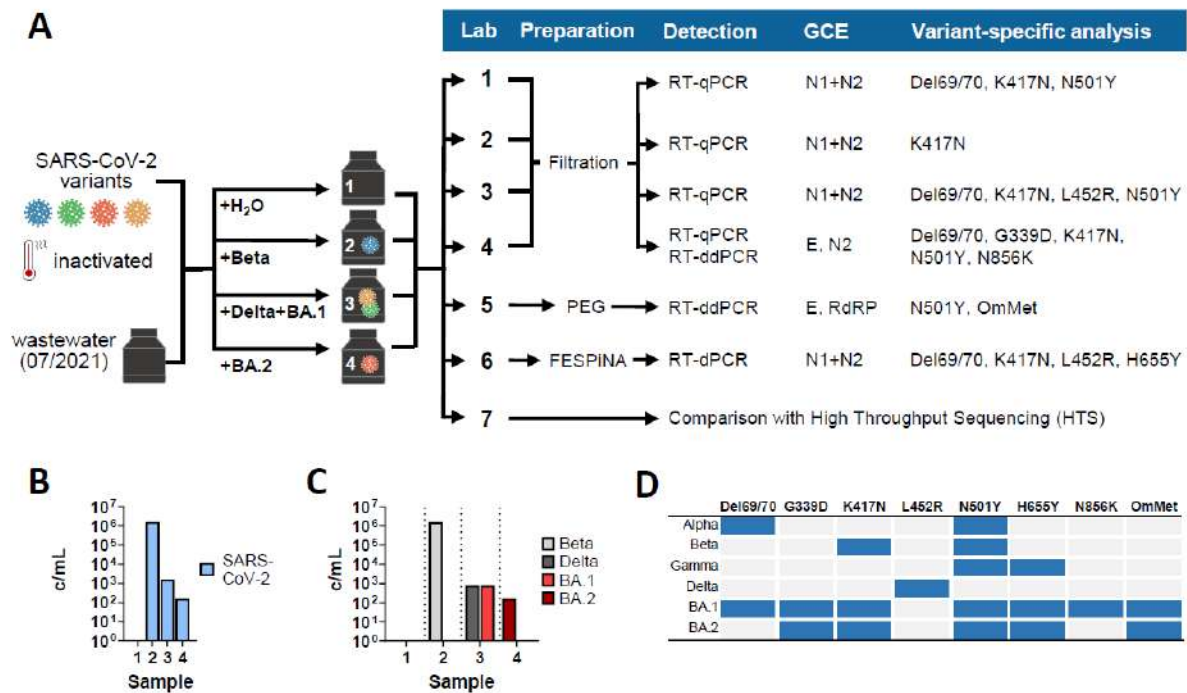 A
Lab Preparation Detection GCE Variant-specific analysis
SARS-CoV-2
variants
inactivated
wastewater
(07/2021)
+H2O
+Beta
+Delta+BA.1
+BA.2
1
2
3
4
1 RT-qPCR N1+N2 Del69/70, K417N, N501Y
2 RT-qPCR N1+N2 K417N
Filtration
3 RT-qPCR N1+N2 Del69/70, K417N, L452R, N501Y
4 RT-qPCR E, N2 Del69/70, G339D, K417N,
RT-ddPCR N501Y, N856K
5 PEG RT-ddPCR E, RdRP N501Y, OmMet
6 FESPINA RT-dPCR N1+N2 Del69/70, K417N, L452R, H655Y
7 Comparison with High Throughput Sequencing (HTS)
B
c/mL
10^7
10^6
10^5
10^4
10^3
10^2
10^1
10^0
1 2 3 4
Sample
SARS-
CoV-2
C
c/mL
10^7
10^6
10^5
10^4
10^3
10^2
10^1
10^0
1 2 3 4
Sample
Beta
Delta
BA.1
BA.2
D
Del69/70 G339D K417N L452R N501Y H655Y N856K OmMet
Alpha
Beta
Gamma
Delta
BA.1
BA.2